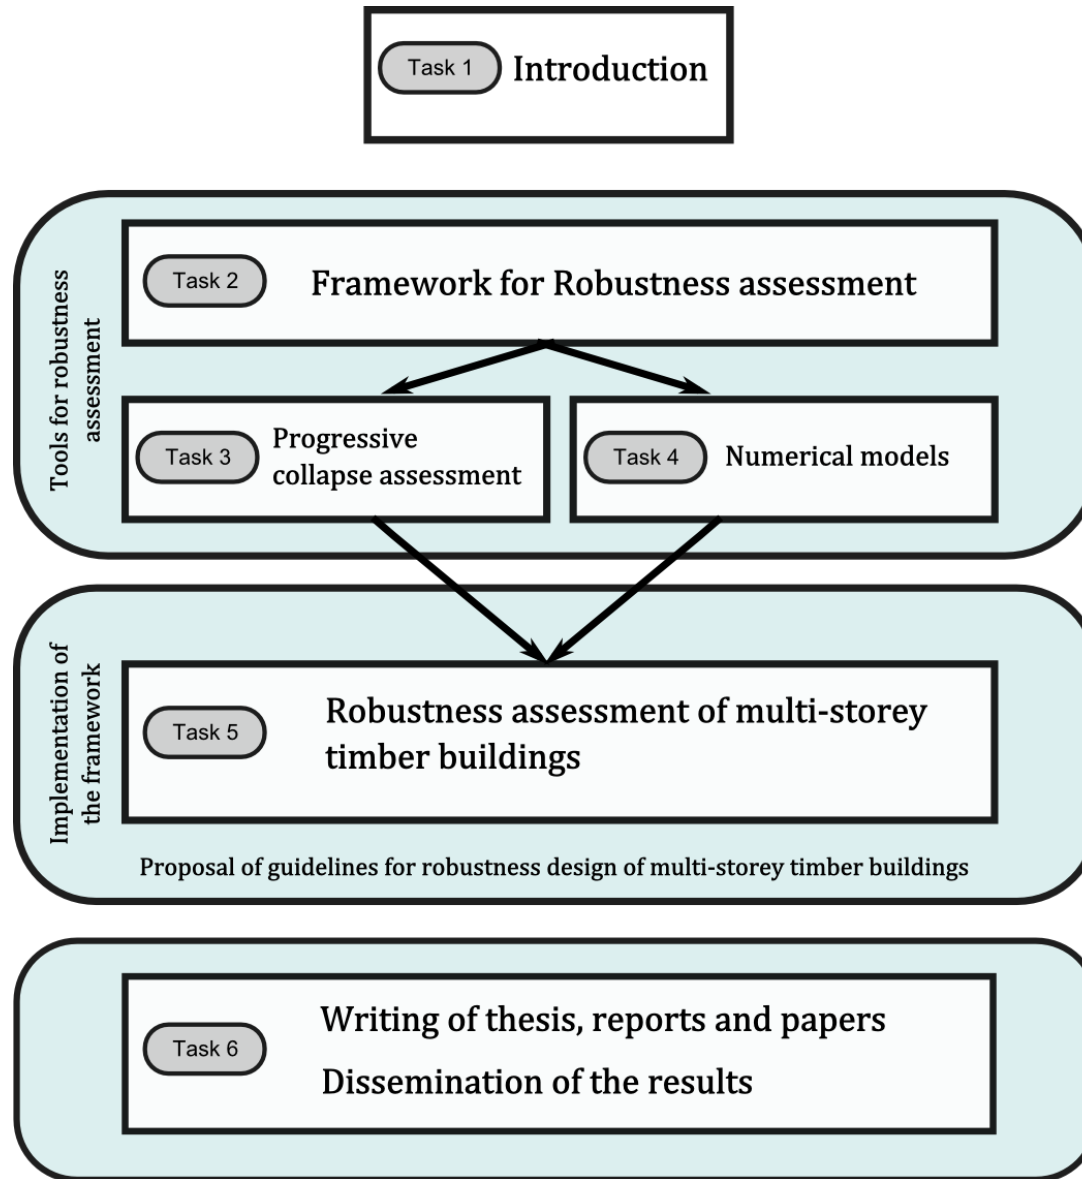 Task 1
Introduction
Tools for robustness
assessment
Task 2
Framework for Robustness assessment
Task 3
Progressive
collapse assessment
Task 4
Numerical models
Implementation of
the framework
Task 5
Robustness assessment of multi-storey
timber buildings
Proposal of guidelines for robustness design of multi-storey timber buildings
Task 6
Writing of thesis, reports and papers
Dissemination of the results